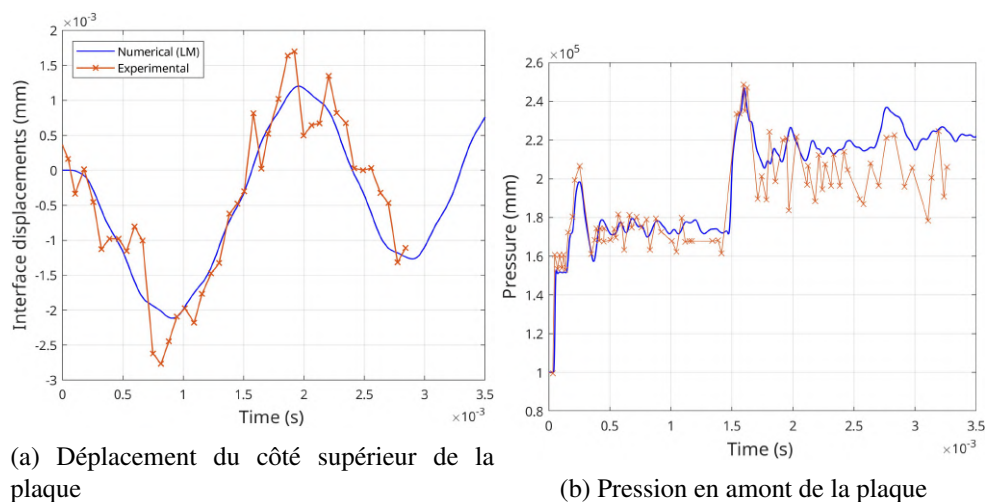 ×10⁻³
2
1.5
1
0.5
0
-0.5
-1
-1.5
-2
-2.5
-3
Interface displacements (mm)
Numerical (LM)
Experimental
0 0.5 1 1.5 2 2.5 3 3.5
Time (s)
×10⁻³
(a) Déplacement du côté supérieur de la
plaque
×10⁵
2.6
2.4
2.2
2
1.8
1.6
1.4
1.2
1
0.8
Pressure (mm)
0 0.5 1 1.5 2 2.5 3 3.5
Time (s)
×10⁻³
(b) Pression en amont de la plaque